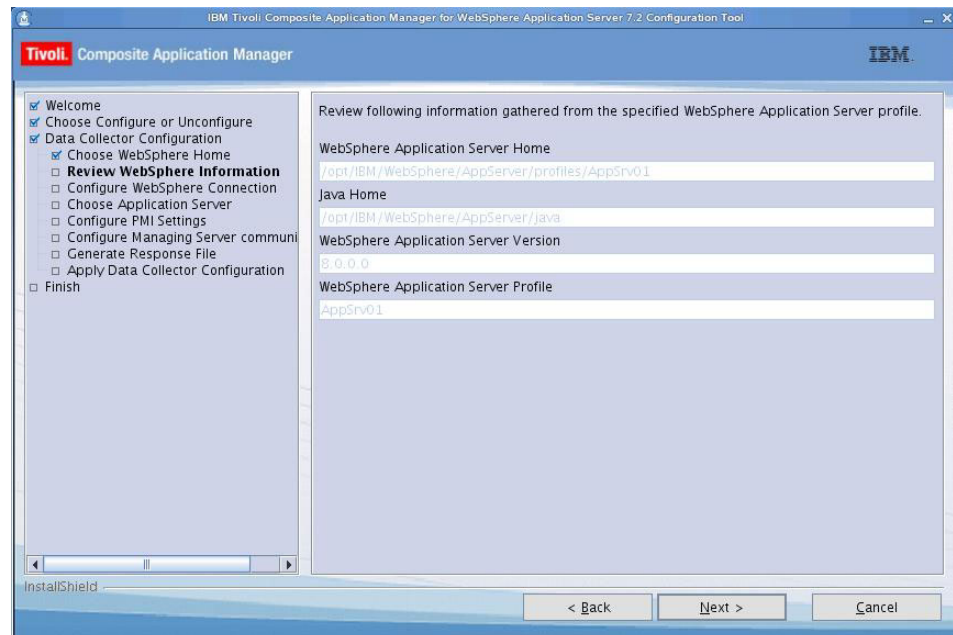 IBM Tivoli Composite Application Manager for WebSphere Application Server 7.2 Configuration Tool
Tivoli. Composite Application Manager
IBM.
Welcome
Choose Configure or Unconfigure
Data Collector Configuration
Choose WebSphere Home
Review WebSphere Information
Configure WebSphere Connection
Choose Application Server
Configure PMI Settings
Configure Managing Server communi
Generate Response File
Apply Data Collector Configuration
Finish
Review following information gathered from the specified WebSphere Application Server profile.
WebSphere Application Server Home
/opt/IBM/WebSphere/AppServer/profiles/AppSrv01
Java Home
/opt/IBM/WebSphere/AppServer/java
WebSphere Application Server Version
8.0.0.0
WebSphere Application Server Profile
AppSrv01
InstallShield
< Back
Next >
Cancel